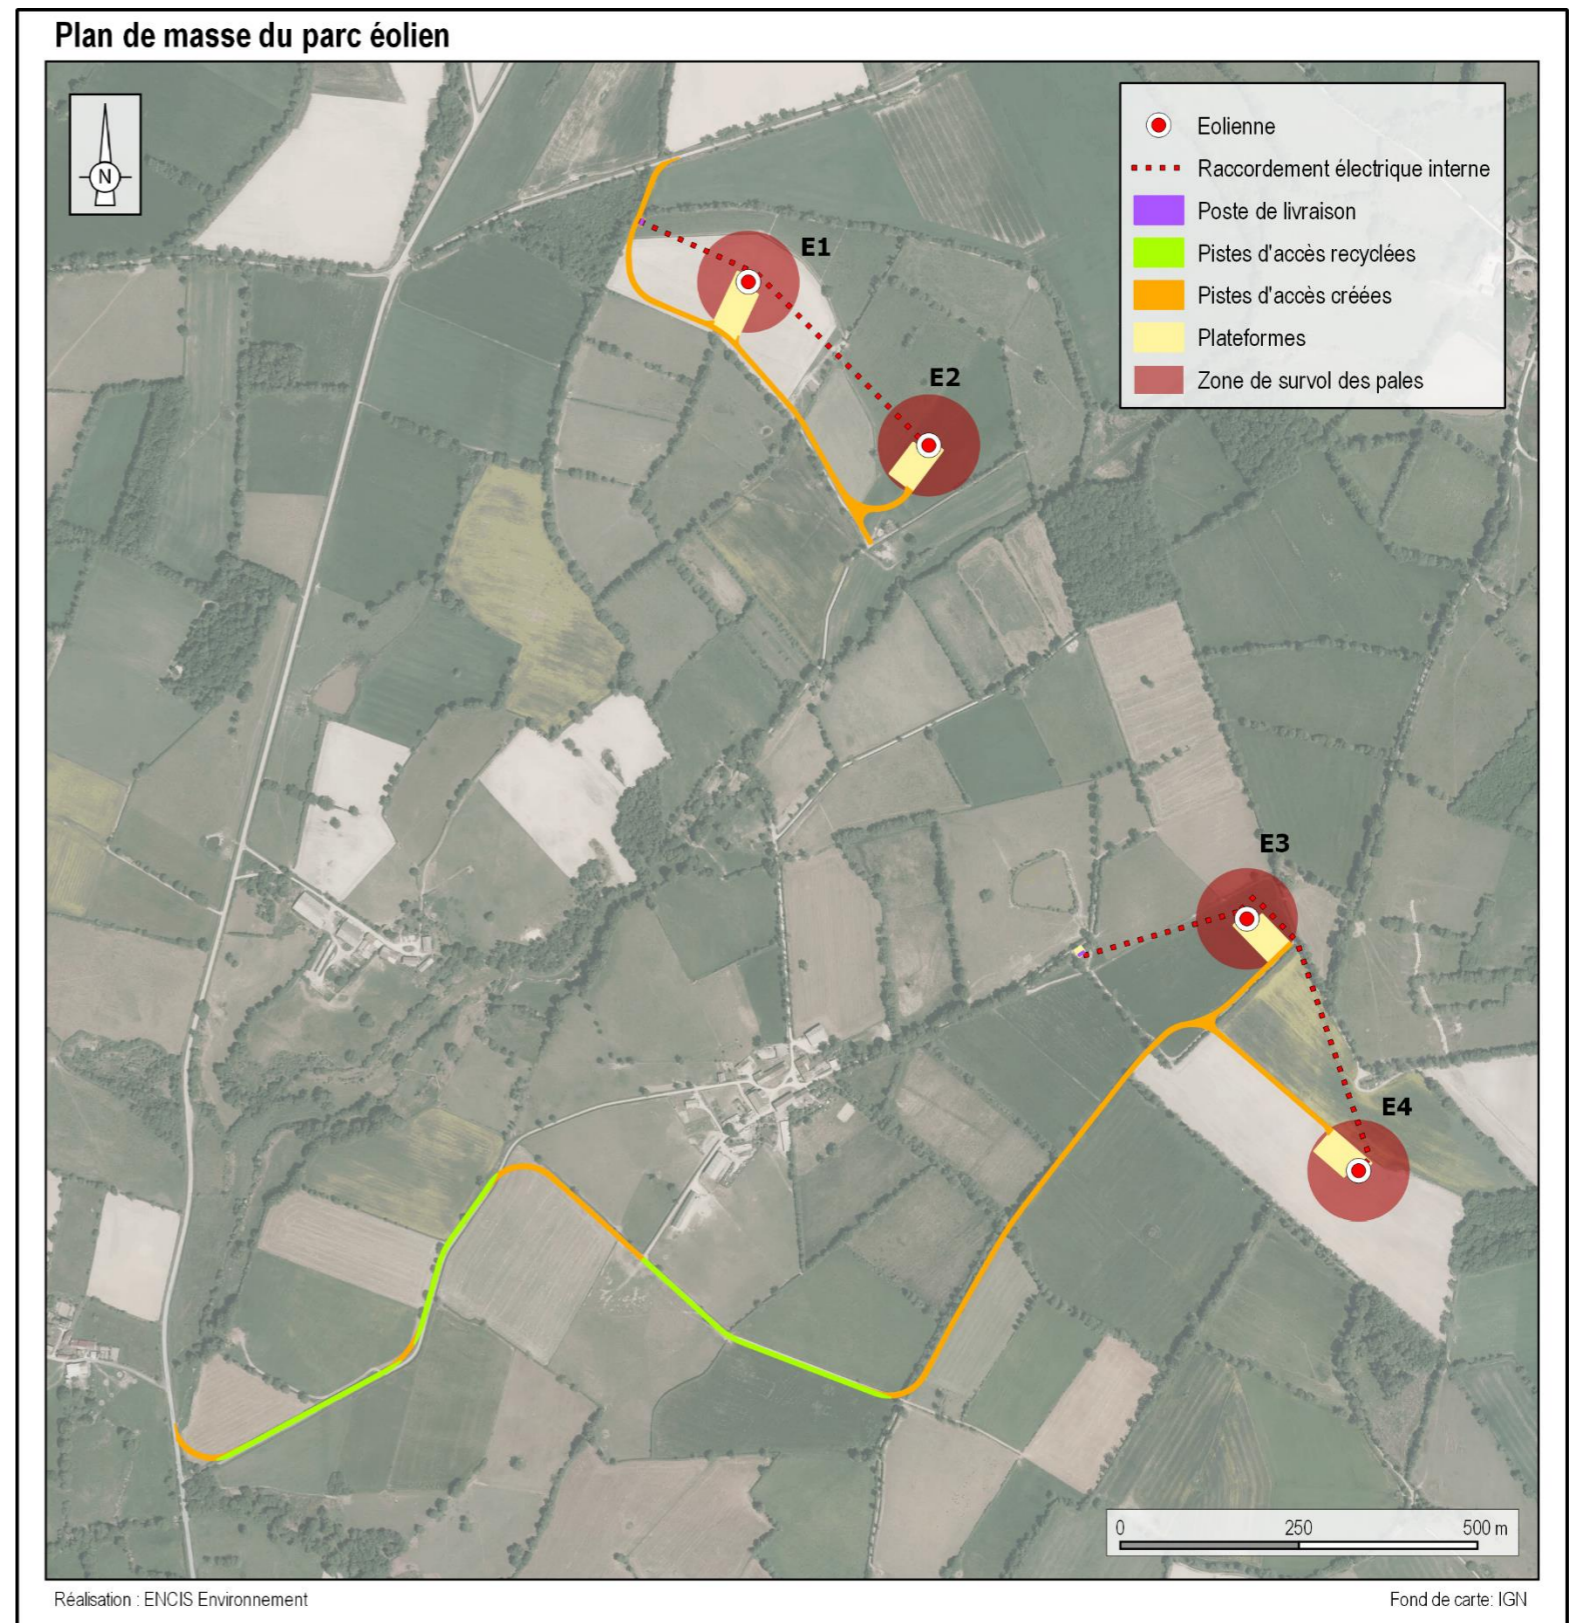 Plan de masse du parc éolien
N
Eolienne
Raccordement électrique interne
Poste de livraison
Pistes d'accès recyclées
Pistes d'accès créées
Plateformes
Zone de survol des pales
E1
E2
E3
E4
0 250 500 m
Réalisation : ENCIS Environnement
Fond de carte: IGN